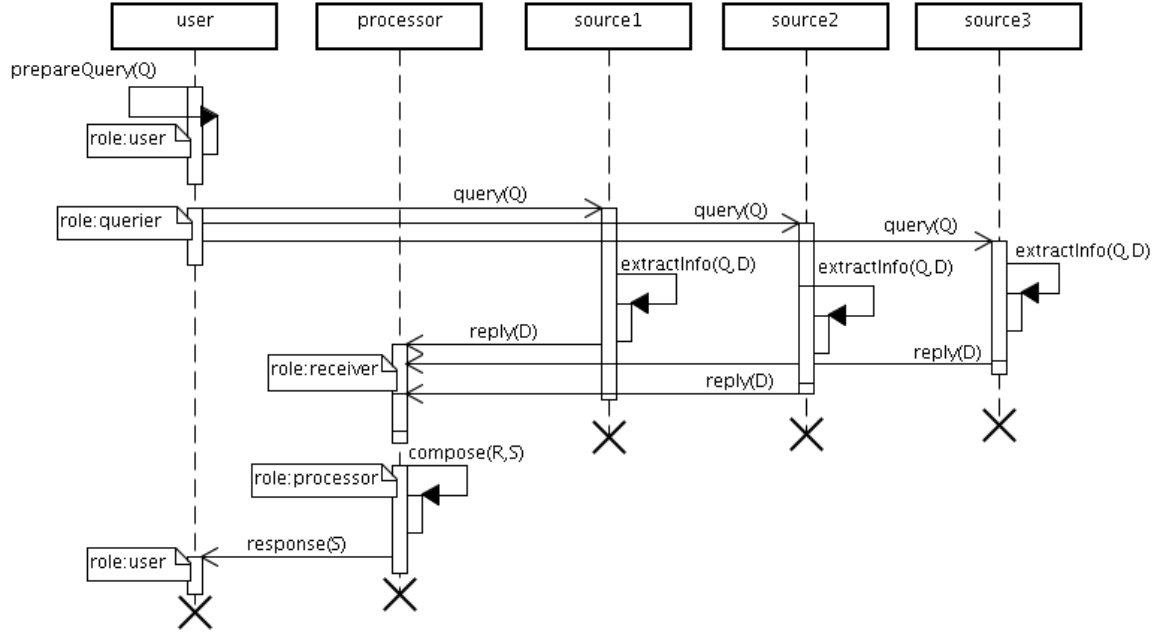 user
processor
source1
source2
source3
prepareQuery(Q)
role:user
query(Q)
query(Q)
role:querier
query(Q)
extractInfo(Q,D)
extractInfo(Q,D)
extractInfo(Q,D)
reply(D)
reply(D)
role:receiver
reply(D)
compose(R,S)
role:processor
response(S)
role:user